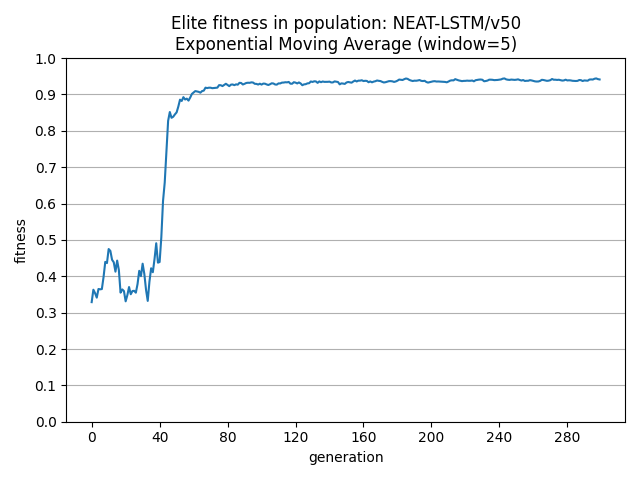 Elite fitness in population: NEAT-LSTM/v50
Exponential Moving Average (window=5)
1.0
0.9
0.8
0.7
0.6
0.5
0.4
0.3
0.2
0.1
0.0
fitness
0 40 80 120 160 200 240 280
generation